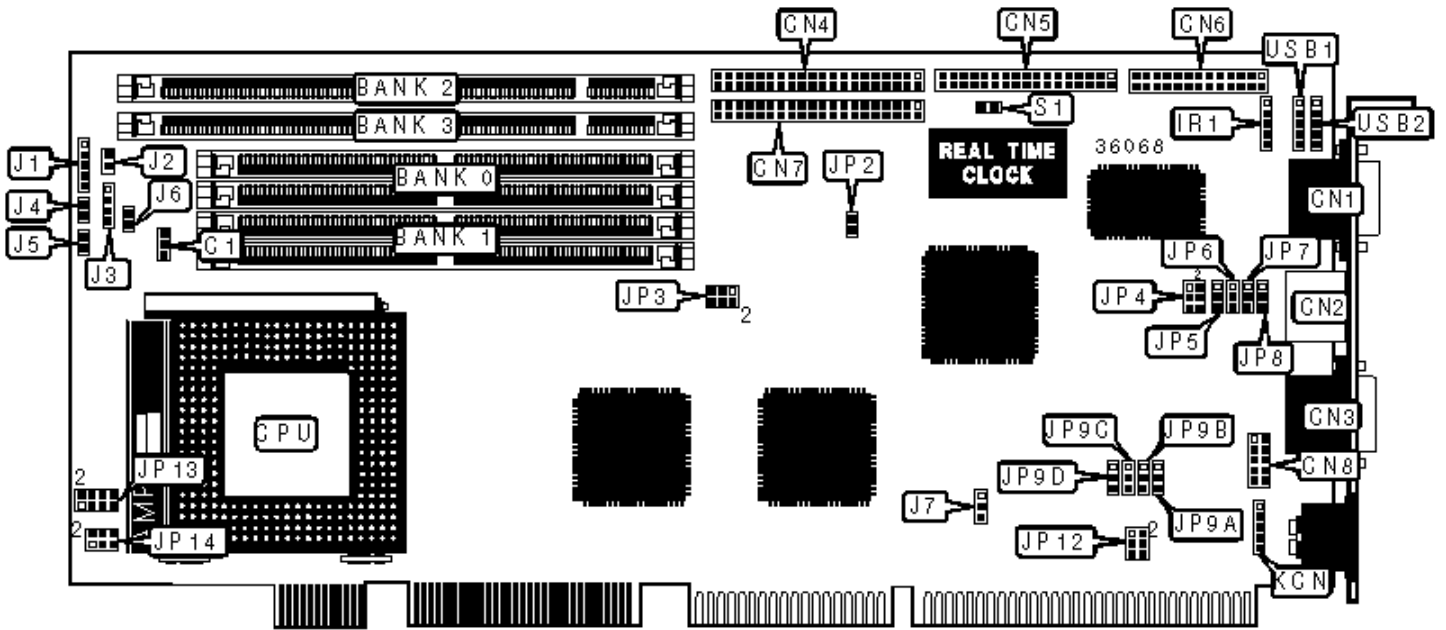 CN4
CN5
CN6
USB1
BANK 2
BANK 3
S1
IR1
USB2
J1
J2
J6
BANK 0
CN7
JP2
REAL TIME
CLOCK
36068
CN1
J4
J5
J3
C1
BANK 1
JP6
JP7
JP3
2
JP4
2
CN2
JP5
JP8
CPU
JP9C
JP9B
CN3
2
JP13
JP9D
CN8
J7
JP9A
2
JP14
JP12
2
KCN